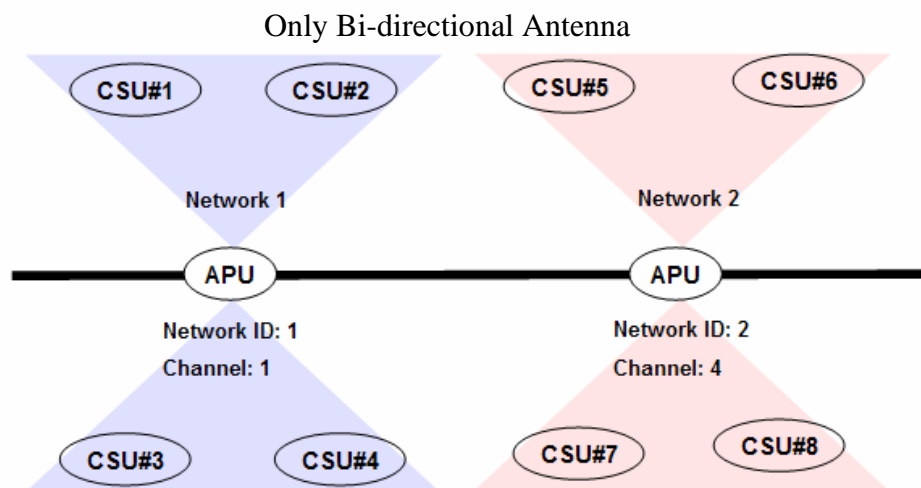 Only Bi-directional Antenna
CSU#1
CSU#2
CSU#5
CSU#6
Network 1
Network 2
APU
APU
Network ID: 1
Channel: 1
Network ID: 2
Channel: 4
CSU#3
CSU#4
CSU#7
CSU#8